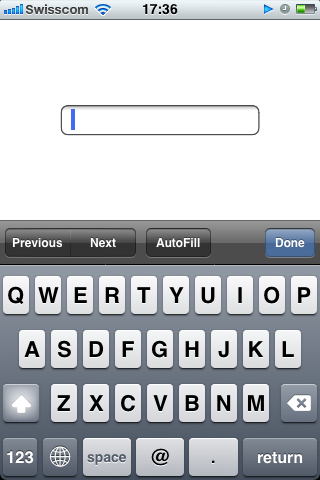 Swisscom 17:36
Previous Next AutoFill Done
Q W E R T Y U I O P
A S D F G H J K L
Z X C V B N M
123 space @ . return